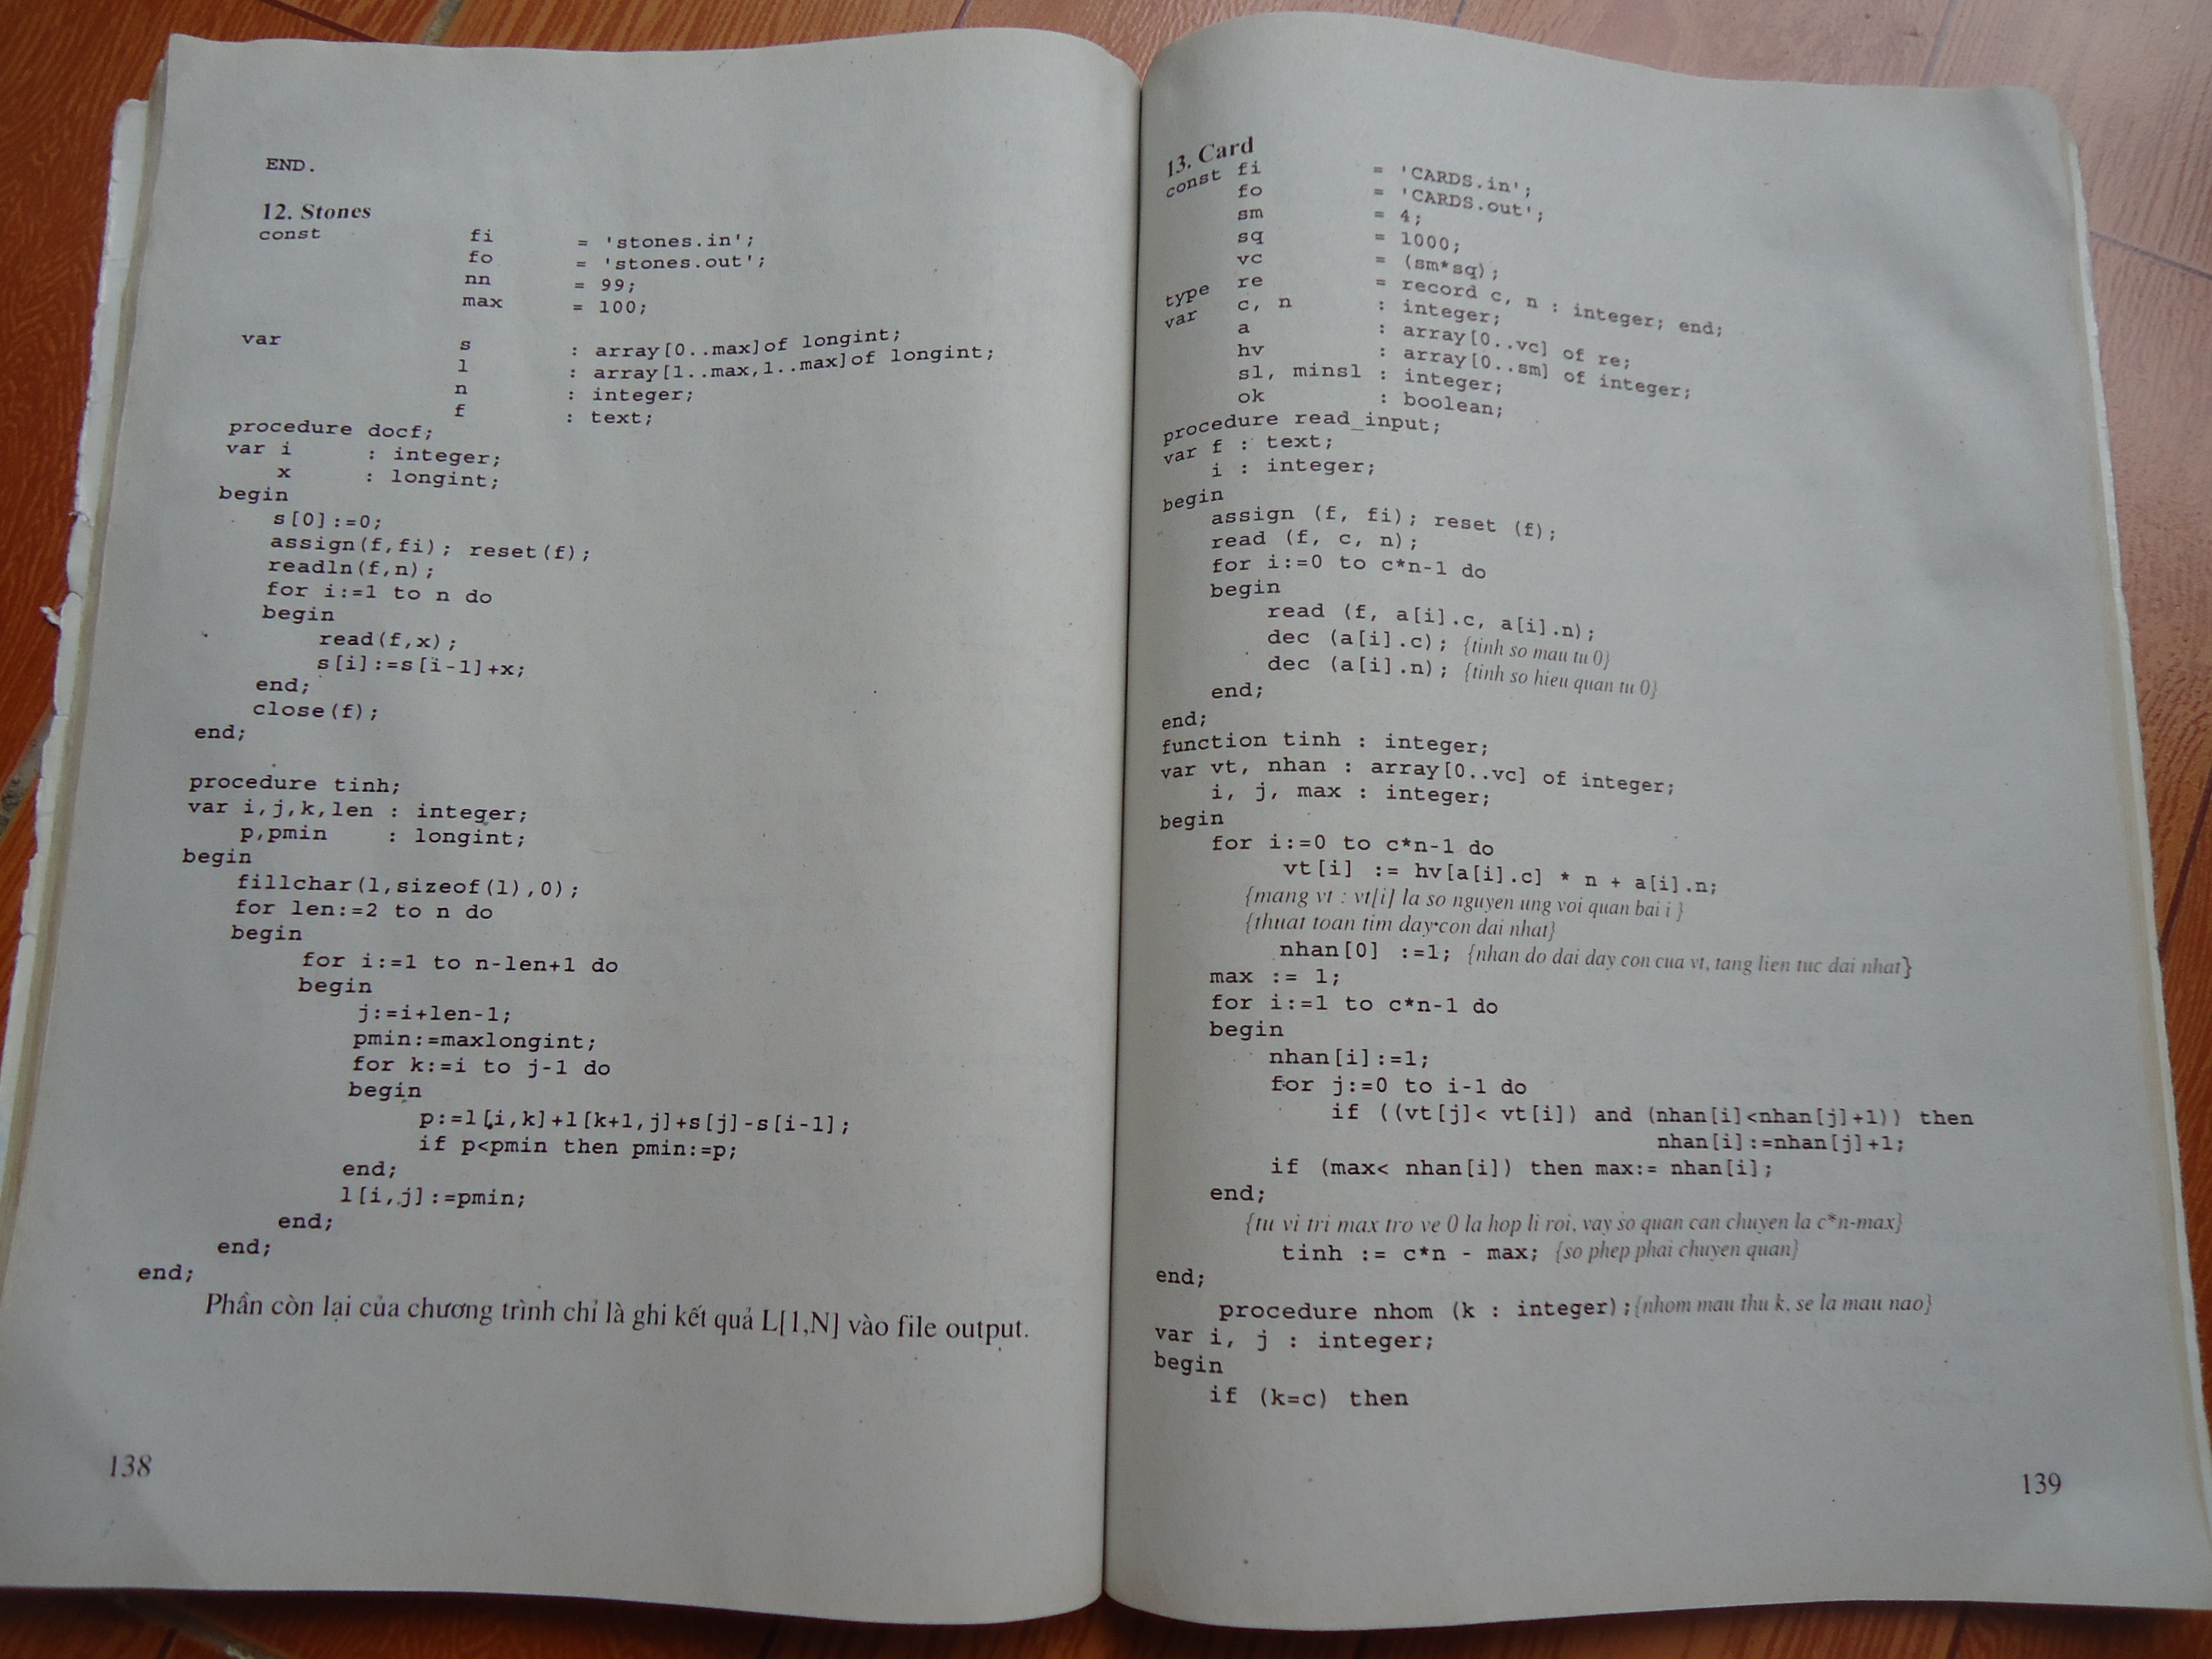 END.
12. Stones
const fi = 'stones.in';
fo = 'stones.out';
nn = 99;
max = 100;
var s : array[0..max]of longint;
l : array[1..max,1..max]of longint;
n : integer;
f : text;
procedure docf;
var i : integer;
x : longint;
begin
s[0]:=0;
assign(f,fi); reset(f);
readln(f,n);
for i:=1 to n do
begin
read(f,x);
s[i]:=s[i-1]+x;
end;
close(f);
end;
procedure tinh;
var i,j,k,len : integer;
p,pmin : longint;
begin
fillchar(l,sizeof(l),0);
for len:=2 to n do
begin
for i:=1 to n-len+1 do
begin
j:=i+len-1;
pmin:=maxlongint;
for k:=i to j-1 do
begin
p:=l[i,k]+l[k+1,j]+s[j]-s[i-1];
if p<pmin then pmin:=p;
end;
l[i,j]:=pmin;
end;
end;
end;
Phần còn lại của chương trình chỉ là ghi kết quả L[1,N] vào file output.
138
13. Card
const fi = 'CARDS.in';
fo = 'CARDS.out';
sm = 4;
sq = 1000;
vc = (sm*sq);
type re = record c, n : integer; end;
var c, n : integer;
a : array[0..vc] of re;
hv : array[0..sm] of integer;
sl, minsl : integer;
ok : boolean;
procedure read_input;
var f : text;
i : integer;
begin
assign (f, fi); reset (f);
read (f, c, n);
for i:=0 to c*n-1 do
begin
read (f, a[i].c, a[i].n);
dec (a[i].c); {tinh so mau tu 0}
dec (a[i].n); {tinh so hieu quan tu 0}
end;
end;
function tinh : integer;
var vt, nhan : array[0..vc] of integer;
i, j, max : integer;
begin
for i:=0 to c*n-1 do
vt[i] := hv[a[i].c] * n + a[i].n;
{mang vt : vt[i] la so nguyen ung voi quan bai i }
{thuat toan tim day con dai nhat}
nhan[0] :=1; {nhan do dai day con cua vt, tang lien tuc dai nhat}
max := 1;
for i:=1 to c*n-1 do
begin
nhan[i]:=1;
for j:=0 to i-1 do
if ((vt[j]< vt[i]) and (nhan[i]<nhan[j]+1)) then
nhan[i]:=nhan[j]+1;
if (max< nhan[i]) then max:= nhan[i];
end;
{tu vi tri max tro ve 0 la hop li roi, vay so quan can chuyen la c*n-max}
tinh := c*n - max; {so phep phai chuyen quan}
end;
procedure nhom (k : integer);{nhom mau thu k, se la mau nao}
var i, j : integer;
begin
if (k=c) then
139